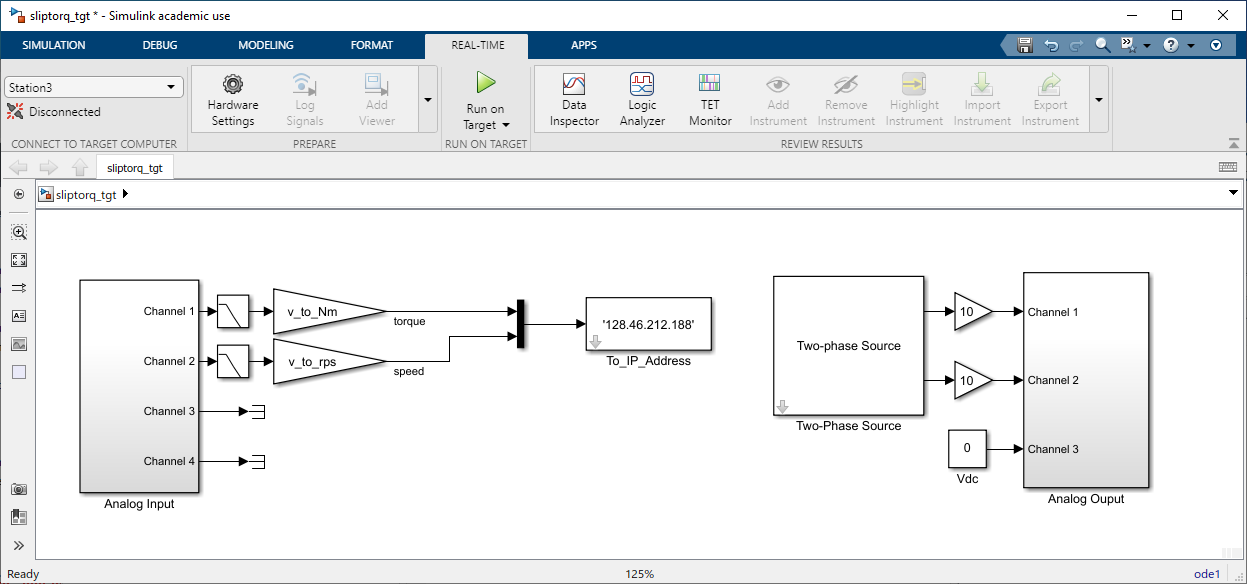 sliptorq_tgt * - Simulink academic use
SIMULATION DEBUG MODELING FORMAT REAL-TIME APPS
Station3
Disconnected
CONNECT TO TARGET COMPUTER
Hardware Settings
Log Signals
Add Viewer
PREPARE
Run on Target
RUN ON TARGET
Data Inspector
Logic Analyzer
TET Monitor
Add Instrument
Remove Instrument
Highlight Instrument
Import Instrument
Export Instrument
REVIEW RESULTS
sliptorq_tgt
sliptorq_tgt
Channel 1
Channel 2
Channel 3
Channel 4
Analog Input
v_to_Nm
torque
v_to_rps
speed
'128.46.212.188'
To_IP_Address
Two-phase Source
Two-Phase Source
10
10
0
Vdc
Channel 1
Channel 2
Channel 3
Analog Ouput
Ready 125% ode1